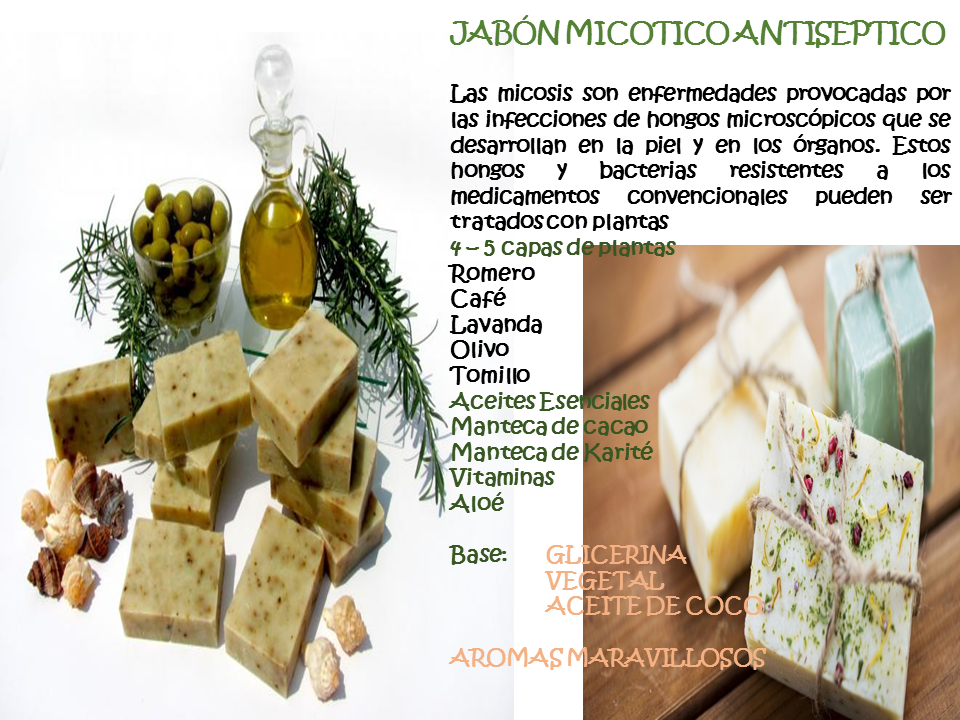 JABÓN MICOTICO ANTISEPTICO
Las micosis son enfermedades provocadas por
las infecciones de hongos microscópicos que se
desarrollan en la piel y en los órganos. Estos
hongos y bacterias resistentes a los
medicamentos convencionales pueden ser
tratados con plantas
4 – 5 capas de plantas
Romero
Café
Lavanda
Olivo
Tomillo
Aceites Esenciales
Manteca de cacao
Manteca de Karité
Vitaminas
Aloé
Base: GLICERINA
VEGETAL
ACEITE DE COCO
AROMAS MARAVILLOSOS